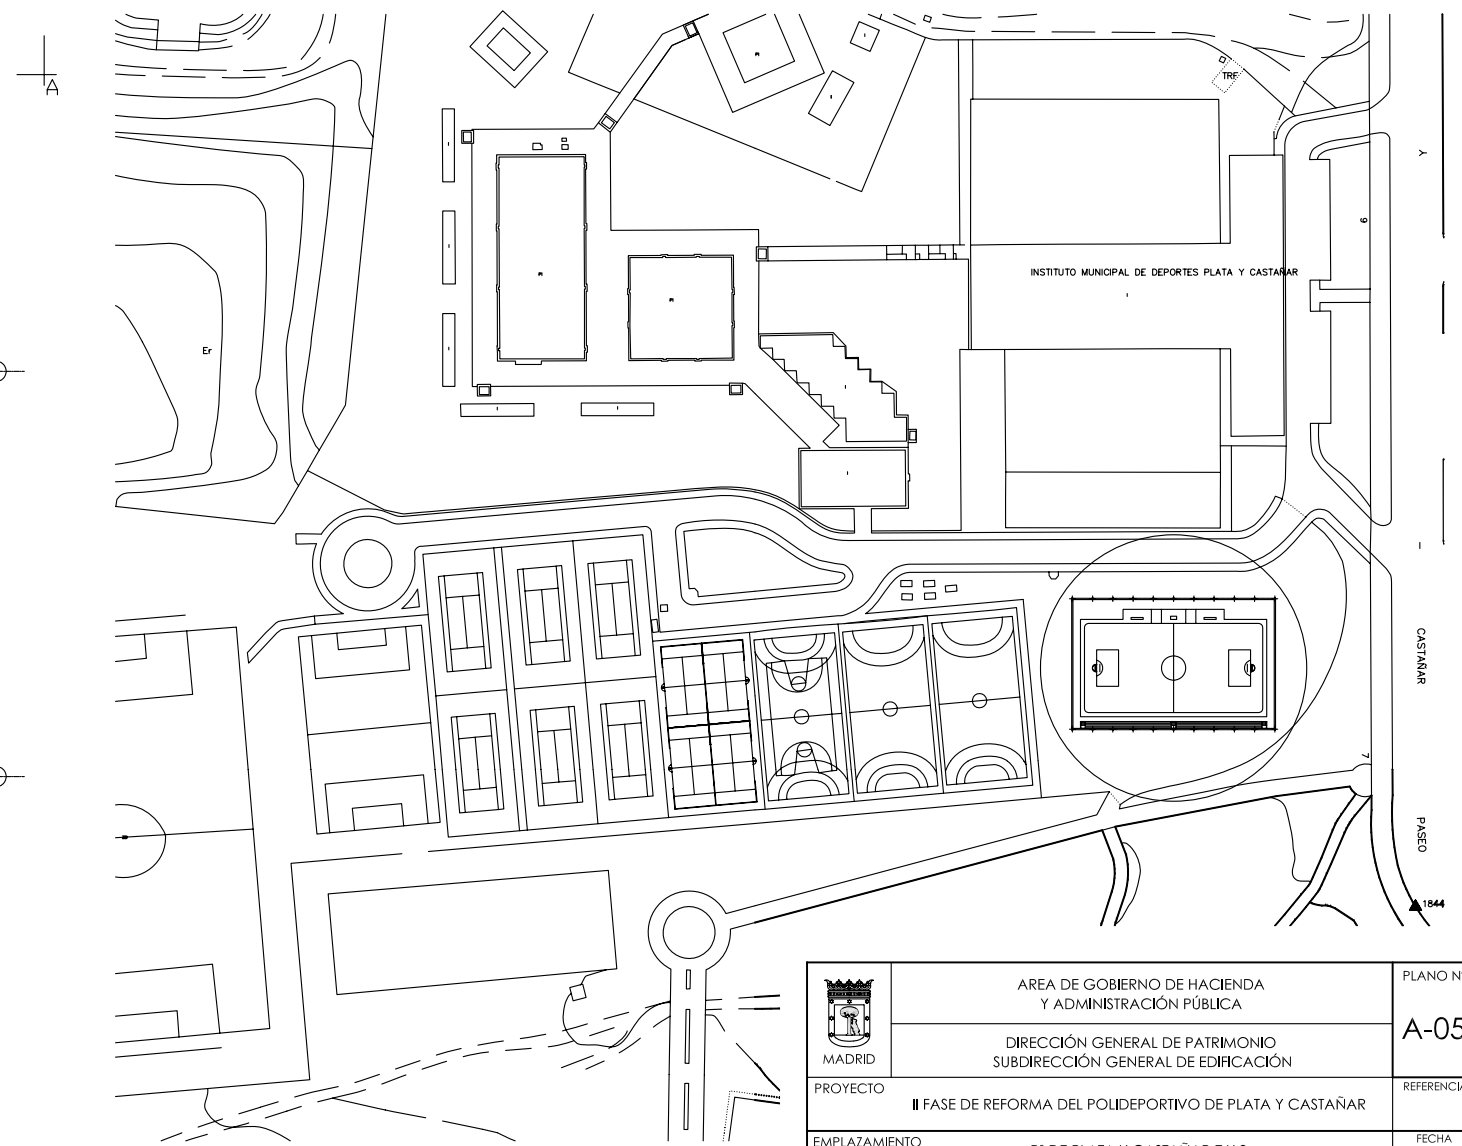 A
TRF
Y
9
INSTITUTO MUNICIPAL DE DEPORTES PLATA Y CASTAÑAR
Er
CASTAÑAR
7
PASEO
1844
AREA DE GOBIERNO DE HACIENDA
Y ADMINISTRACIÓN PÚBLICA
PLANO Nº
A-05
DIRECCIÓN GENERAL DE PATRIMONIO
SUBDIRECCIÓN GENERAL DE EDIFICACIÓN
MADRID
PROYECTO
II FASE DE REFORMA DEL POLIDEPORTIVO DE PLATA Y CASTAÑAR
REFERENCIA
EMPLAZAMIENTO
FECHA